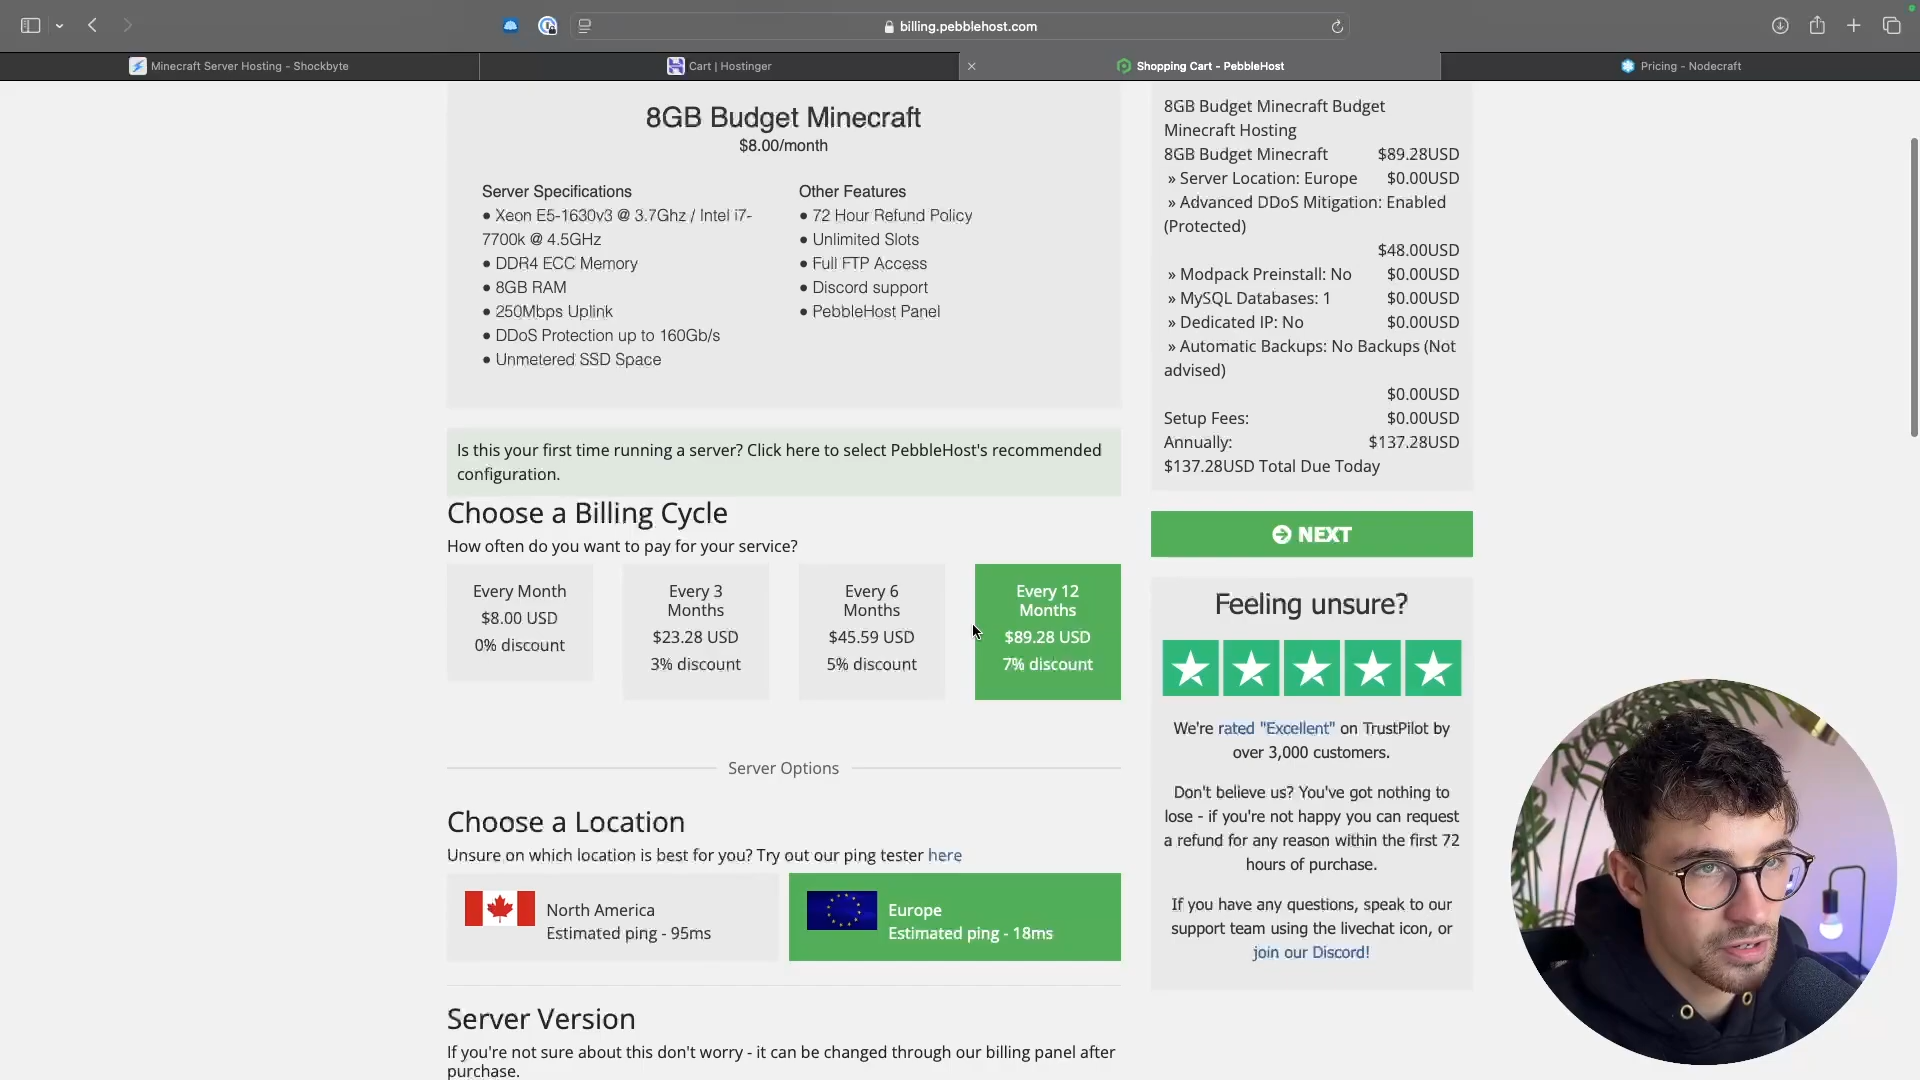 billing.pebblehost.com
Minecraft Server Hosting - Shockbyte
Cart | Hostinger
Shopping Cart - PebbleHost
Pricing - Nodecraft
8GB Budget Minecraft
$8.00/month
Server Specifications
• Xeon E5-1630v3 @ 3.7Ghz / Intel i7-
7700k @ 4.5GHz
• DDR4 ECC Memory
• 8GB RAM
• 250Mbps Uplink
• DDoS Protection up to 160Gb/s
• Unmetered SSD Space
Other Features
• 72 Hour Refund Policy
• Unlimited Slots
• Full FTP Access
• Discord support
• PebbleHost Panel
Is this your first time running a server? Click here to select PebbleHost's recommended
configuration.
Choose a Billing Cycle
How often do you want to pay for your service?
Every Month
$8.00 USD
0% discount
Every 3
Months
$23.28 USD
3% discount
Every 6
Months
$45.59 USD
5% discount
Every 12
Months
$89.28 USD
7% discount
Server Options
Choose a Location
Unsure on which location is best for you? Try out our ping tester here
North America
Estimated ping - 95ms
Europe
Estimated ping - 18ms
Server Version
If you're not sure about this don't worry - it can be changed through our billing panel after
purchase.
8GB Budget Minecraft Budget
Minecraft Hosting
8GB Budget Minecraft $89.28USD
» Server Location: Europe $0.00USD
» Advanced DDoS Mitigation: Enabled
(Protected)
$48.00USD
» Modpack Preinstall: No $0.00USD
» MySQL Databases: 1 $0.00USD
» Dedicated IP: No $0.00USD
» Automatic Backups: No Backups (Not
advised)
$0.00USD
Setup Fees: $0.00USD
Annually: $137.28USD
$137.28USD Total Due Today
NEXT
Feeling unsure?
We're rated "Excellent" on TrustPilot by
over 3,000 customers.
Don't believe us? You've got nothing to
lose - if you're not happy you can request
a refund for any reason within the first 72
hours of purchase.
If you have any questions, speak to our
support team using the livechat icon, or
join our Discord!